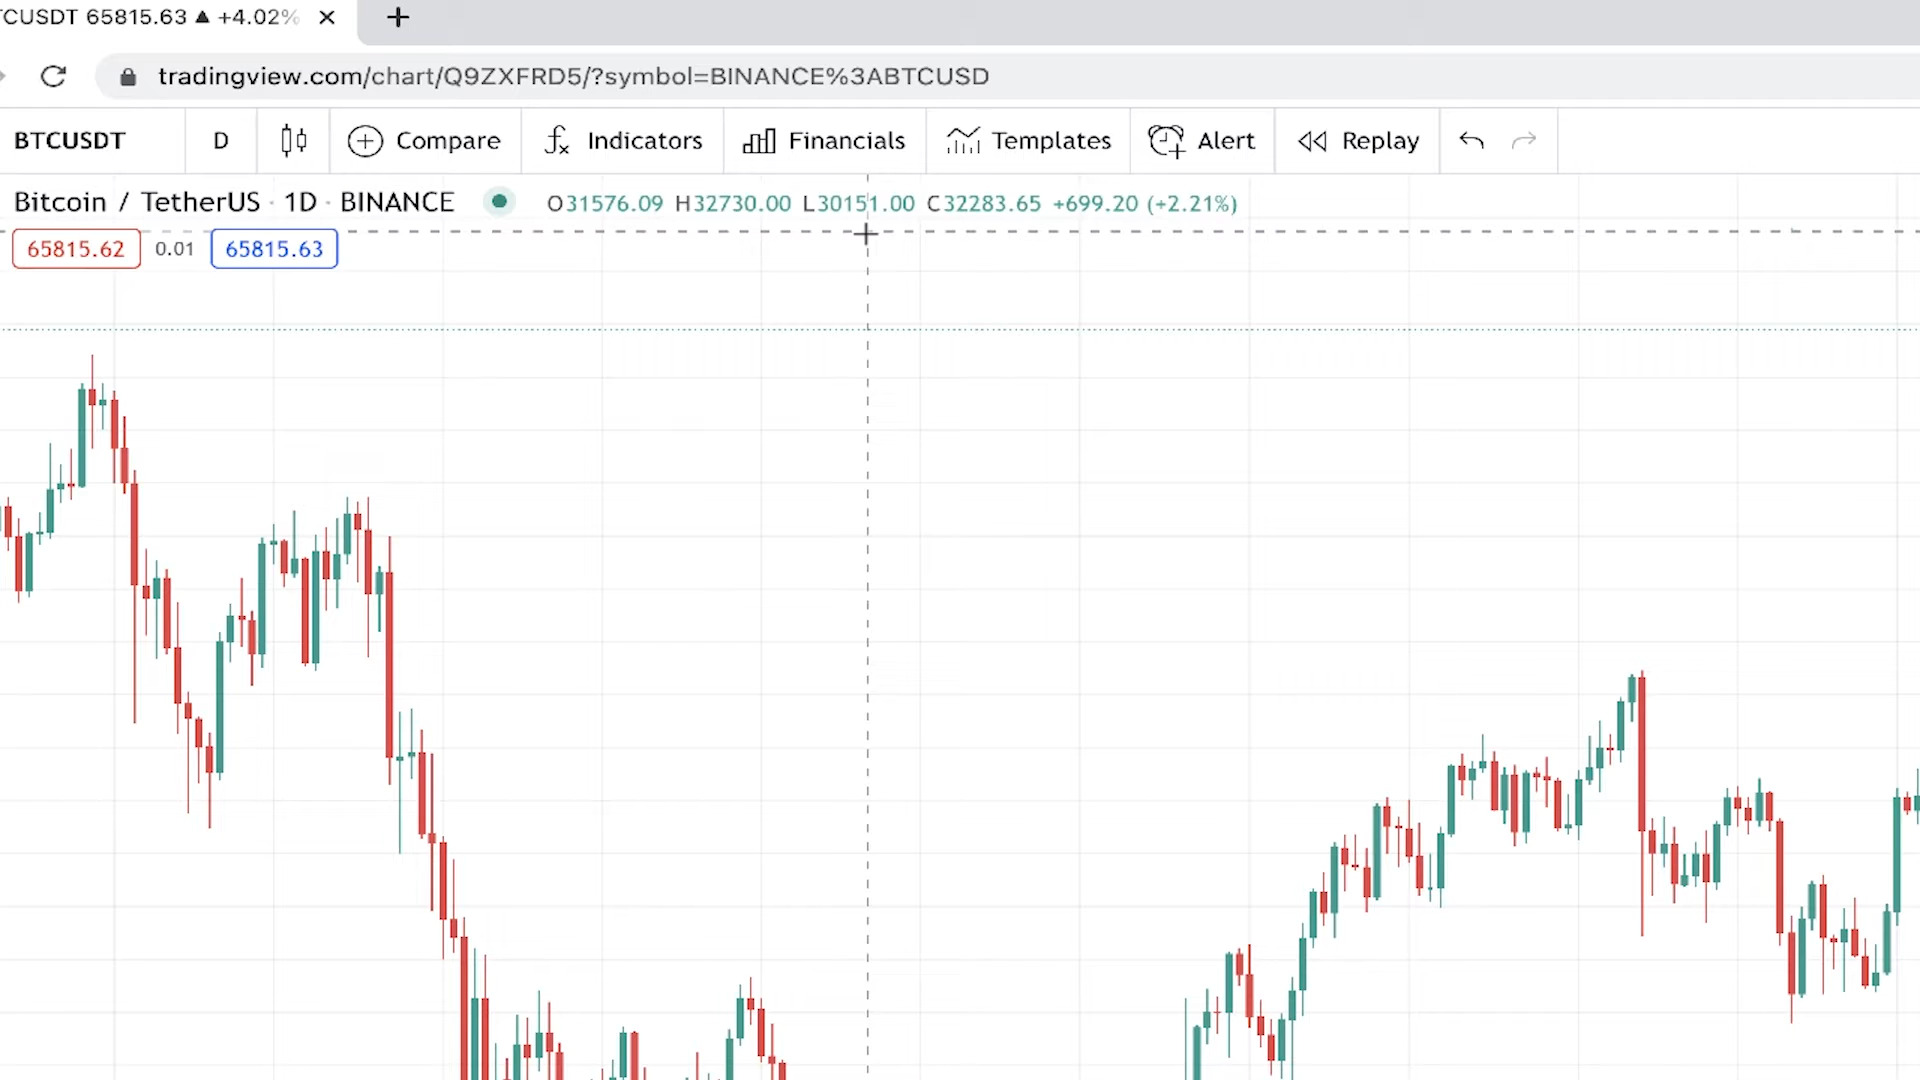 TCUSDT 65815.63 ▲ +4.02%
tradingview.com/chart/Q9ZXFRD5/?symbol=BINANCE%3ABTCUSD
BTCUSDT D Compare Indicators Financials Templates Alert Replay
Bitcoin / TetherUS · 1D · BINANCE O31576.09 H32730.00 L30151.00 C32283.65 +699.20 (+2.21%)
65815.62 0.01 65815.63